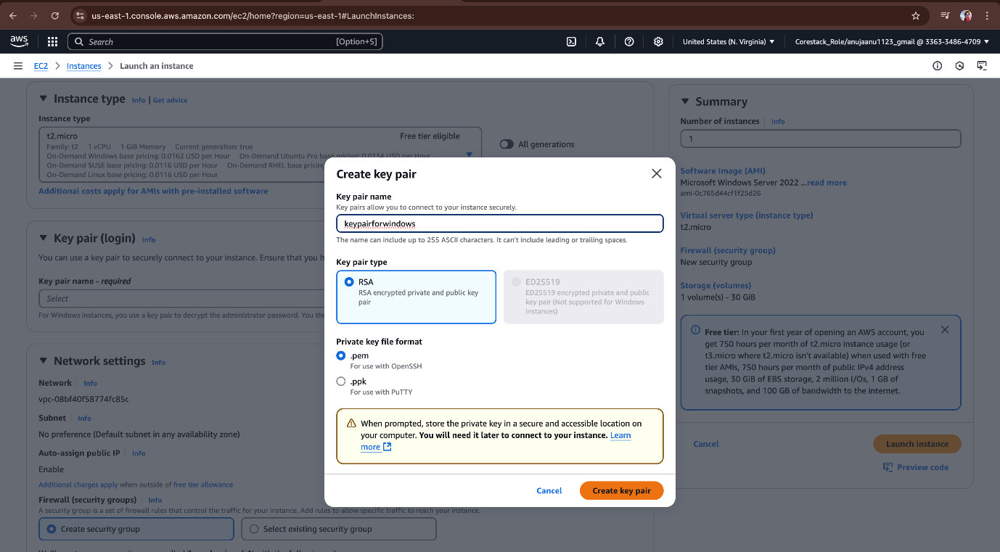 us-east-1.console.aws.amazon.com/ec2/home?region=us-east-1#LaunchInstances:
aws
Search
[Option+S]
United States (N. Virginia)
Corestack_Role/anujaanu1123_gmail @ 3363-3486-4709
EC2
Instances
Launch an instance
Instance type
Info | Get advice
Instance type
t2.micro
Free tier eligible
Family: t2 1 vCPU 1 GiB Memory Current generation: true
On-Demand Windows base pricing: 0.0162 USD per Hour On-Demand Ubuntu Pro base pricing: 0.0134 USD per Hour
On-Demand SUSE base pricing: 0.0116 USD per Hour On-Demand RHEL base pricing
On-Demand Linux base pricing: 0.0116 USD per Hour
All generations
Additional costs apply for AMIs with pre-installed software
Key pair (login)
Info
You can use a key pair to securely connect to your instance. Ensure that you h
Key pair name - required
Select
For Windows instances, you use a key pair to decrypt the administrator password. You the
Network settings
Info
Network
Info
vpc-08bf40f58774fc85c
Subnet
Info
No preference (Default subnet in any availability zone)
Auto-assign public IP
Info
Enable
Additional charges apply when outside of free tier allowance
Firewall (security groups)
Info
A security group is a set of firewall rules that control the traffic for your instance. Add rules to allow specific traffic to reach your instance.
Create security group
Select existing security group
Create key pair
Key pair name
Key pairs allow you to connect to your instance securely.
keypairforwindows
The name can include up to 255 ASCII characters. It can't include leading or trailing spaces.
Key pair type
RSA
RSA encrypted private and public key
pair
ED25519
ED25519 encrypted private and public
key pair (Not supported for Windows
instances)
Private key file format
.pem
For use with OpenSSH
.ppk
For use with PuTTY
When prompted, store the private key in a secure and accessible location on
your computer. You will need it later to connect to your instance. Learn
more
Cancel
Create key pair
Summary
Number of instances
Info
1
Software Image (AMI)
Microsoft Windows Server 2022 ...read more
ami-0c765d44cf1f25d26
Virtual server type (instance type)
t2.micro
Firewall (security group)
New security group
Storage (volumes)
1 volume(s) - 30 GiB
Free tier: In your first year of opening an AWS account, you
get 750 hours per month of t2.micro instance usage (or
t3.micro where t2.micro isn't available) when used with free
tier AMIs, 750 hours per month of public IPv4 address
usage, 30 GiB of EBS storage, 2 million I/Os, 1 GB of
snapshots, and 100 GB of bandwidth to the internet.
Cancel
Launch instance
Preview code